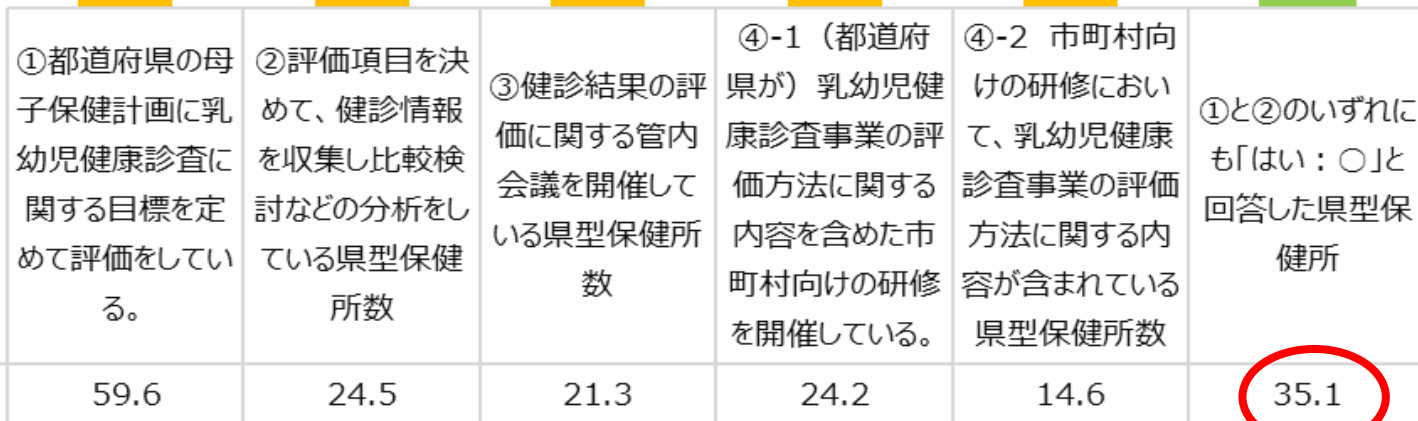 ①都道府県の母
子保健計画に乳
幼児健康診査に
関する目標を定
めて評価をしてい
る。
②評価項目を決
めて、健診情報
を収集し比較検
討などの分析をし
ている県型保健
所数
③健診結果の評
価に関する管内
会議を開催して
いる県型保健所
数
④-1（都道府
県が）乳幼児健
康診査事業の評
価方法に関する
内容を含めた市
町村向けの研修
を開催している。
④-2 市町村向
けの研修におい
て、乳幼児健康
診査事業の評価
方法に関する内
容が含まれている
県型保健所数
①と②のいずれに
も「はい：○」と
回答した県型保
健所
59.6
24.5
21.3
24.2
14.6
35.1